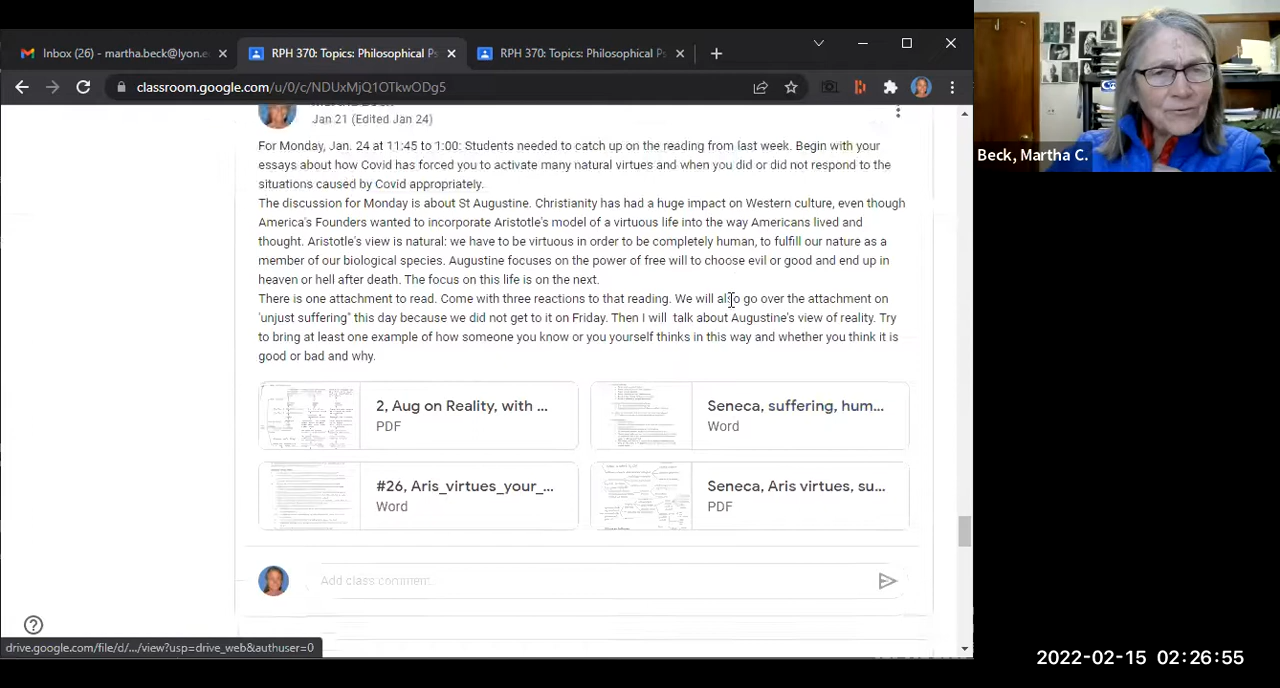 Inbox (26) - martha.beck@lyon.e
RPH 370: Topics: Philosophical Ps
RPH 370: Topics: Philosophical Ps
classroom.google.com/u/0/c/NDUxMjQ1OTkwODg5
Beck, Martha C.
Jan 21 (Edited Jan 24)
For Monday, Jan. 24 at 11:45 to 1:00: Students needed to catch up on the reading from last week. Begin with your
has forced you to activate many natural virtues and when you did or did not respond to the
situations caused by Covid appropriately.
The discussion for Monday is about St Augustine. Christianity has had a huge impact on Western culture, even though
America's Founders wanted to incorporate Aristotle's model of a virtuous life into the way Americans lived and
thought. Aristotle's view is natural: we have to be virtuous in order to be completely human, to fulfill our nature as a
member of our biological species. Augustine focuses on the power of free will to choose evil or good and end up in
heaven or hell after death. The focus on this life is on the next.
There is one attachment to read. Come with three reactions to that reading. We will also go over the attachment on
'unjust suffering" this day because we did not get to it on Friday. Then I will talk about Augustine's view of reality. Try
to bring at least one example of how someone you know or you yourself thinks in this way and whether you think it is
good or bad and why.
2. Aug on Reality, with ...
PDF
Seneca, suffering, hum...
Word
#26. Aris_virtues_your_...
Word
Seneca, Aris virtues, su...
PDF
Add class comment...
drive.google.com/file/d/.../view?usp=drive_web&authuser=0
2022-02-15 02:26:55